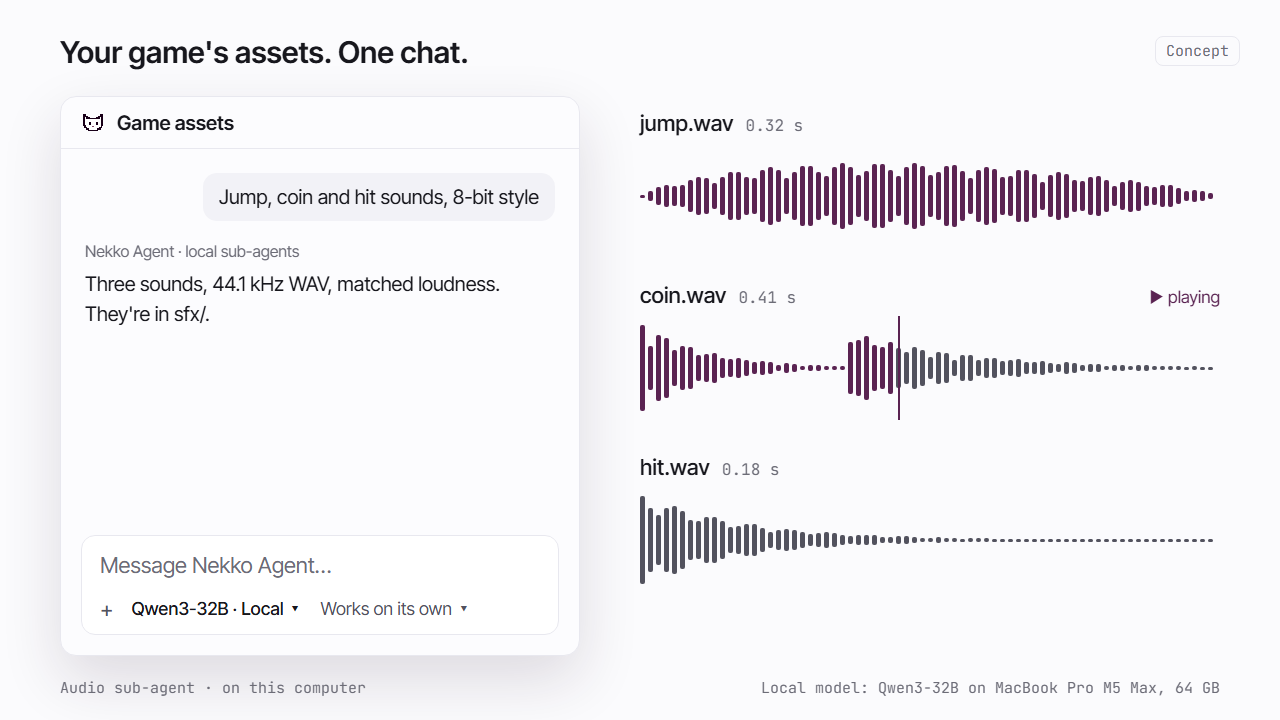 Your game's assets. One chat.
Concept
Game assets
Jump, coin and hit sounds, 8-bit style
Nekko Agent · local sub-agents
Three sounds, 44.1 kHz WAV, matched loudness.
They're in sfx/.
Message Nekko Agent...
+ Qwen3-32B · Local ▾ Works on its own ▾
jump.wav 0.32 s
coin.wav 0.41 s ▶ playing
hit.wav 0.18 s
Audio sub-agent · on this computer
Local model: Qwen3-32B on MacBook Pro M5 Max, 64 GB